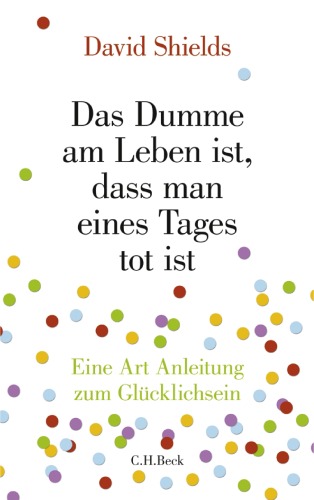 David Shields
Das Dumme
am Leben ist,
dass man
eines Tages
tot ist
Eine Art Anleitung
zum Glücklichsein
C.H.Beck